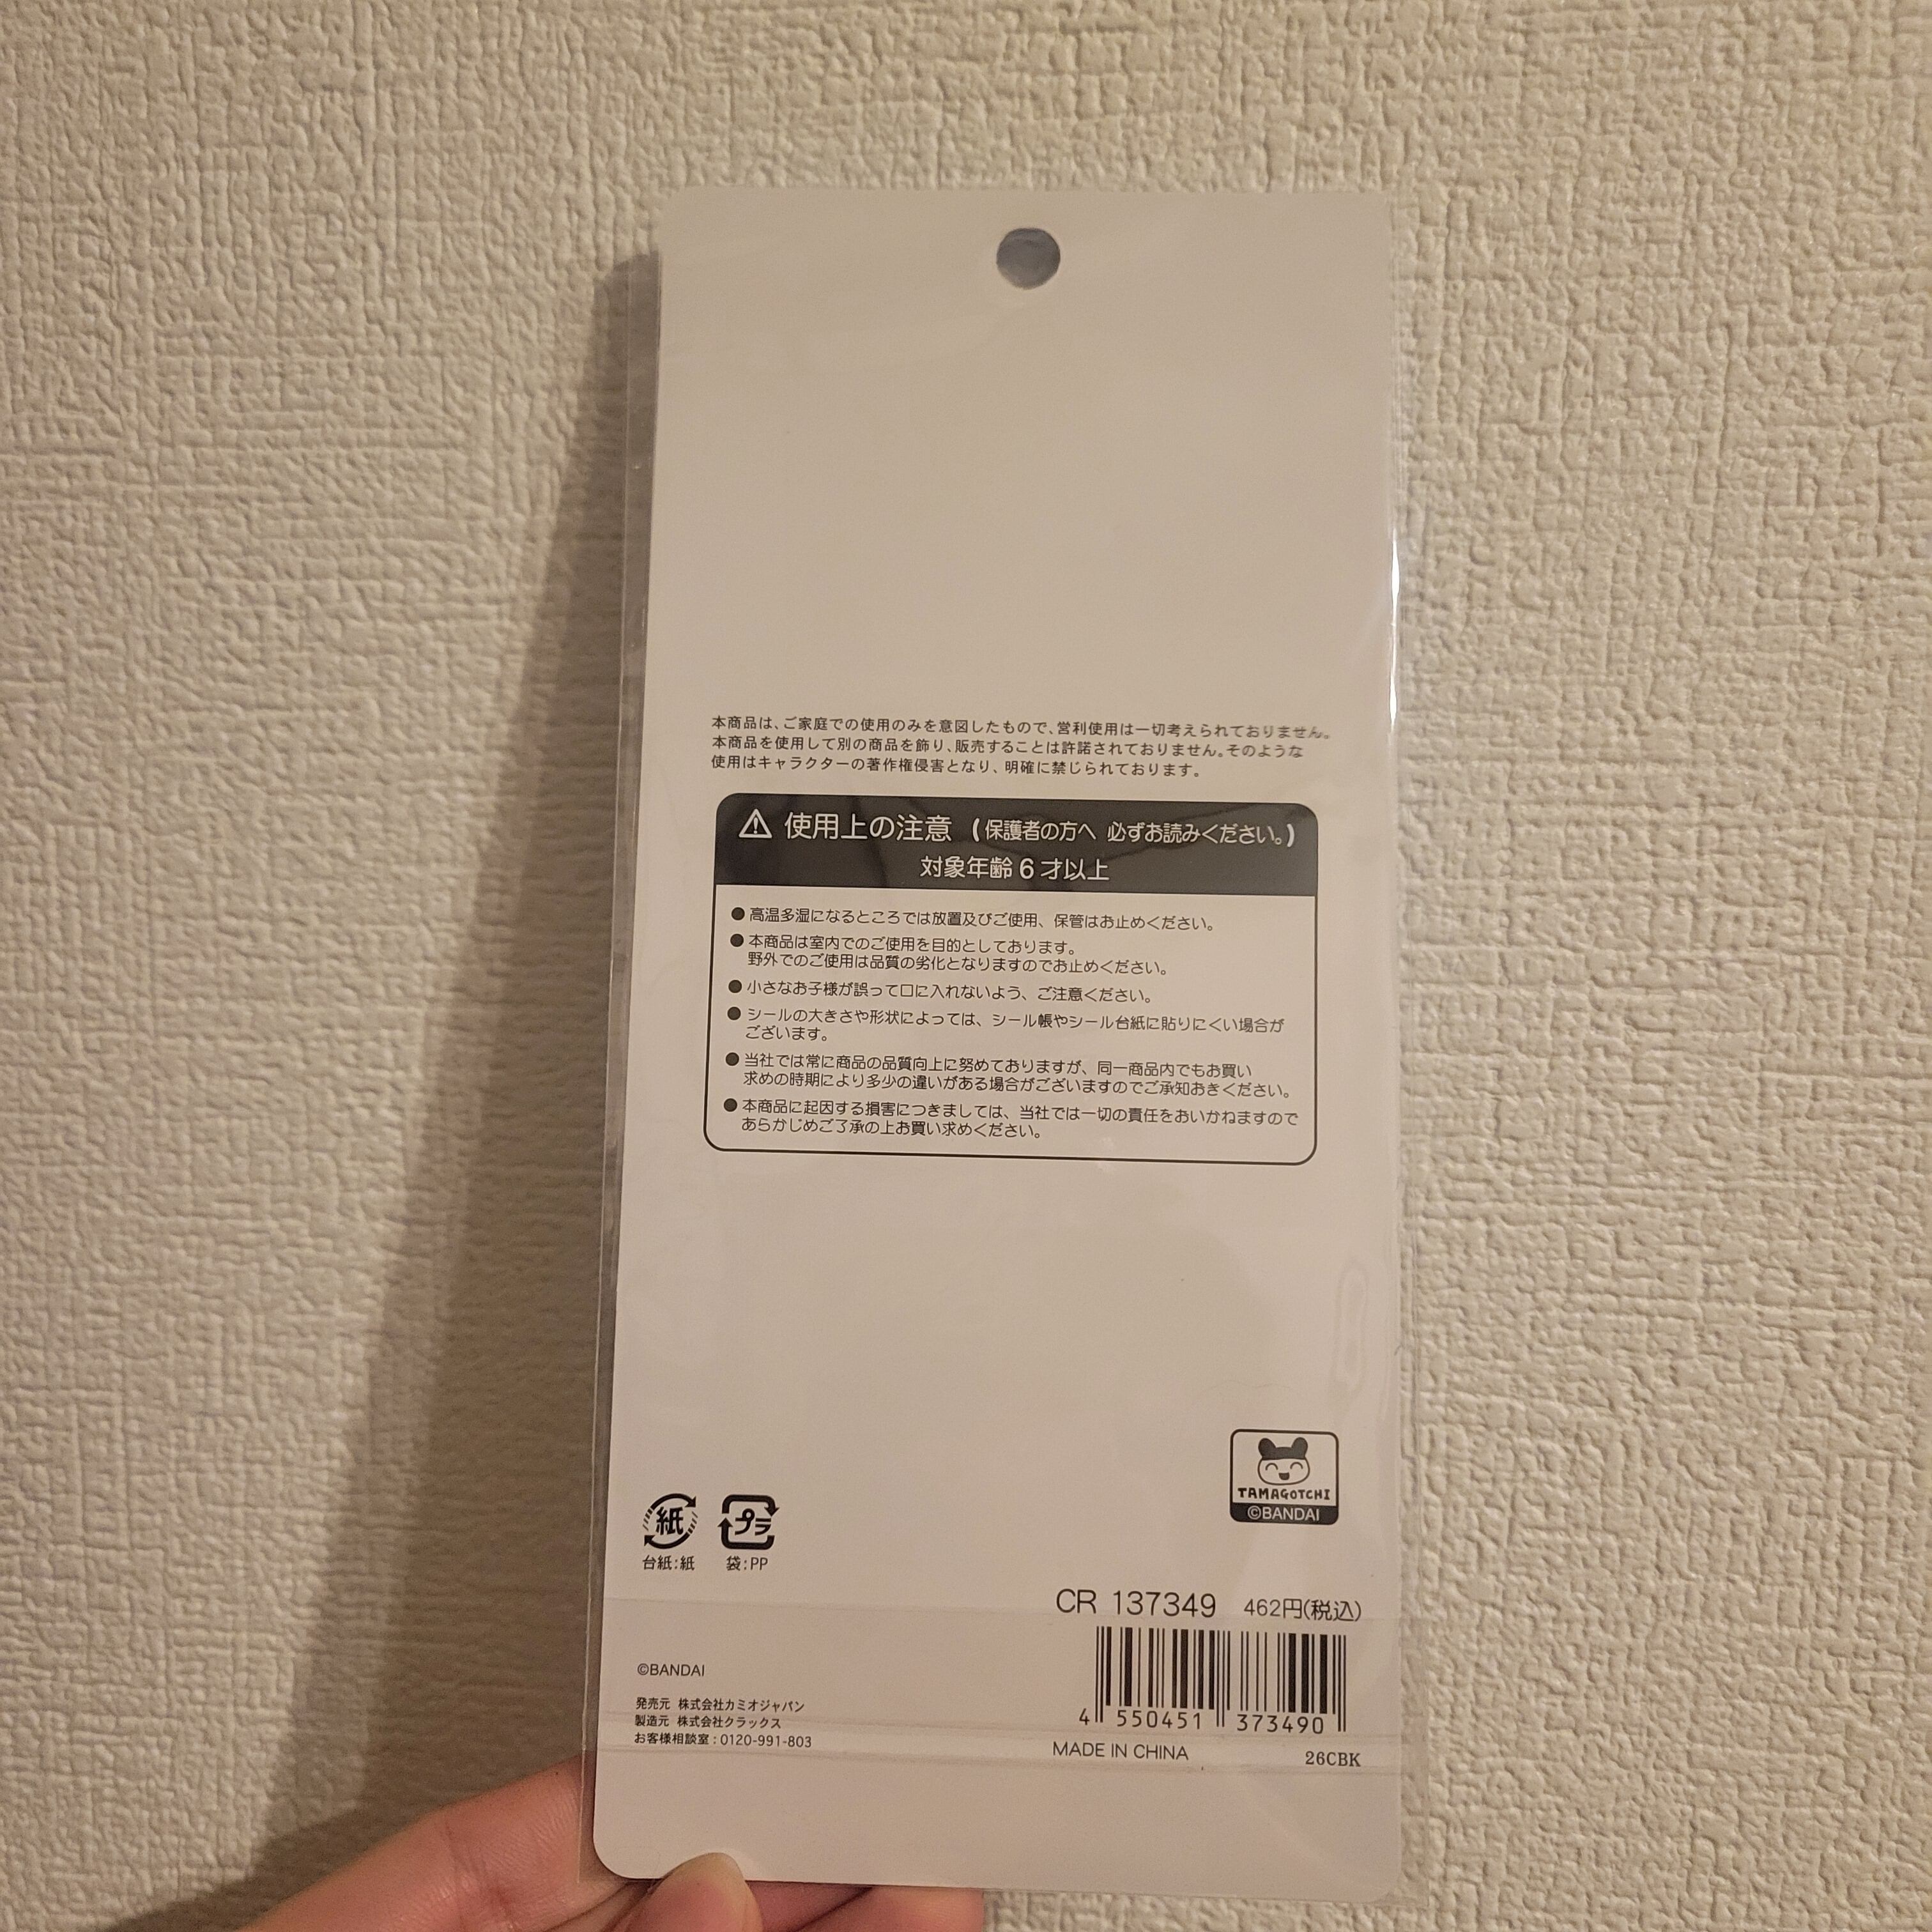 本商品は、ご家庭での使用のみを意図したもので、営利使用は一切考えられておりません。
本商品を使用して別の商品を飾り、販売することは許諾されておりません。そのような
使用はキャラクターの著作権侵害となり、明確に禁じられております。
使用上の注意 (保護者の方へ 必ずお読みください。)
対象年齢6才以上
●高温多湿になるところでは放置及びご使用、保管はお止めください。
●本商品は室内でのご使用を目的としております。
野外でのご使用は品質の劣化となりますのでお止めください。
●小さなお子様が誤って口に入れないよう、ご注意ください。
●シールの大きさや形状によっては、シール帳やシール台紙に貼りにくい場合が
ございます。
●当社では常に商品の品質向上に努めておりますが、同一商品内でもお買い
求めの時期により多少の違いがある場合がございますのでご承知おきください。
●本商品に起因する損害につきましては、当社では一切の責任をおいかねますので
あらかじめご了承の上お買い求めください。
TAMAGOTCHI
©BANDAI
紙 プラ
台紙:紙 袋:PP
CR 137349 462円(税込)
4 550451 373490
MADE IN CHINA 26CBK
©BANDAI
発売元 株式会社カミオジャパン
製造元 株式会社クラックス
お客様相談室:0120-991-803